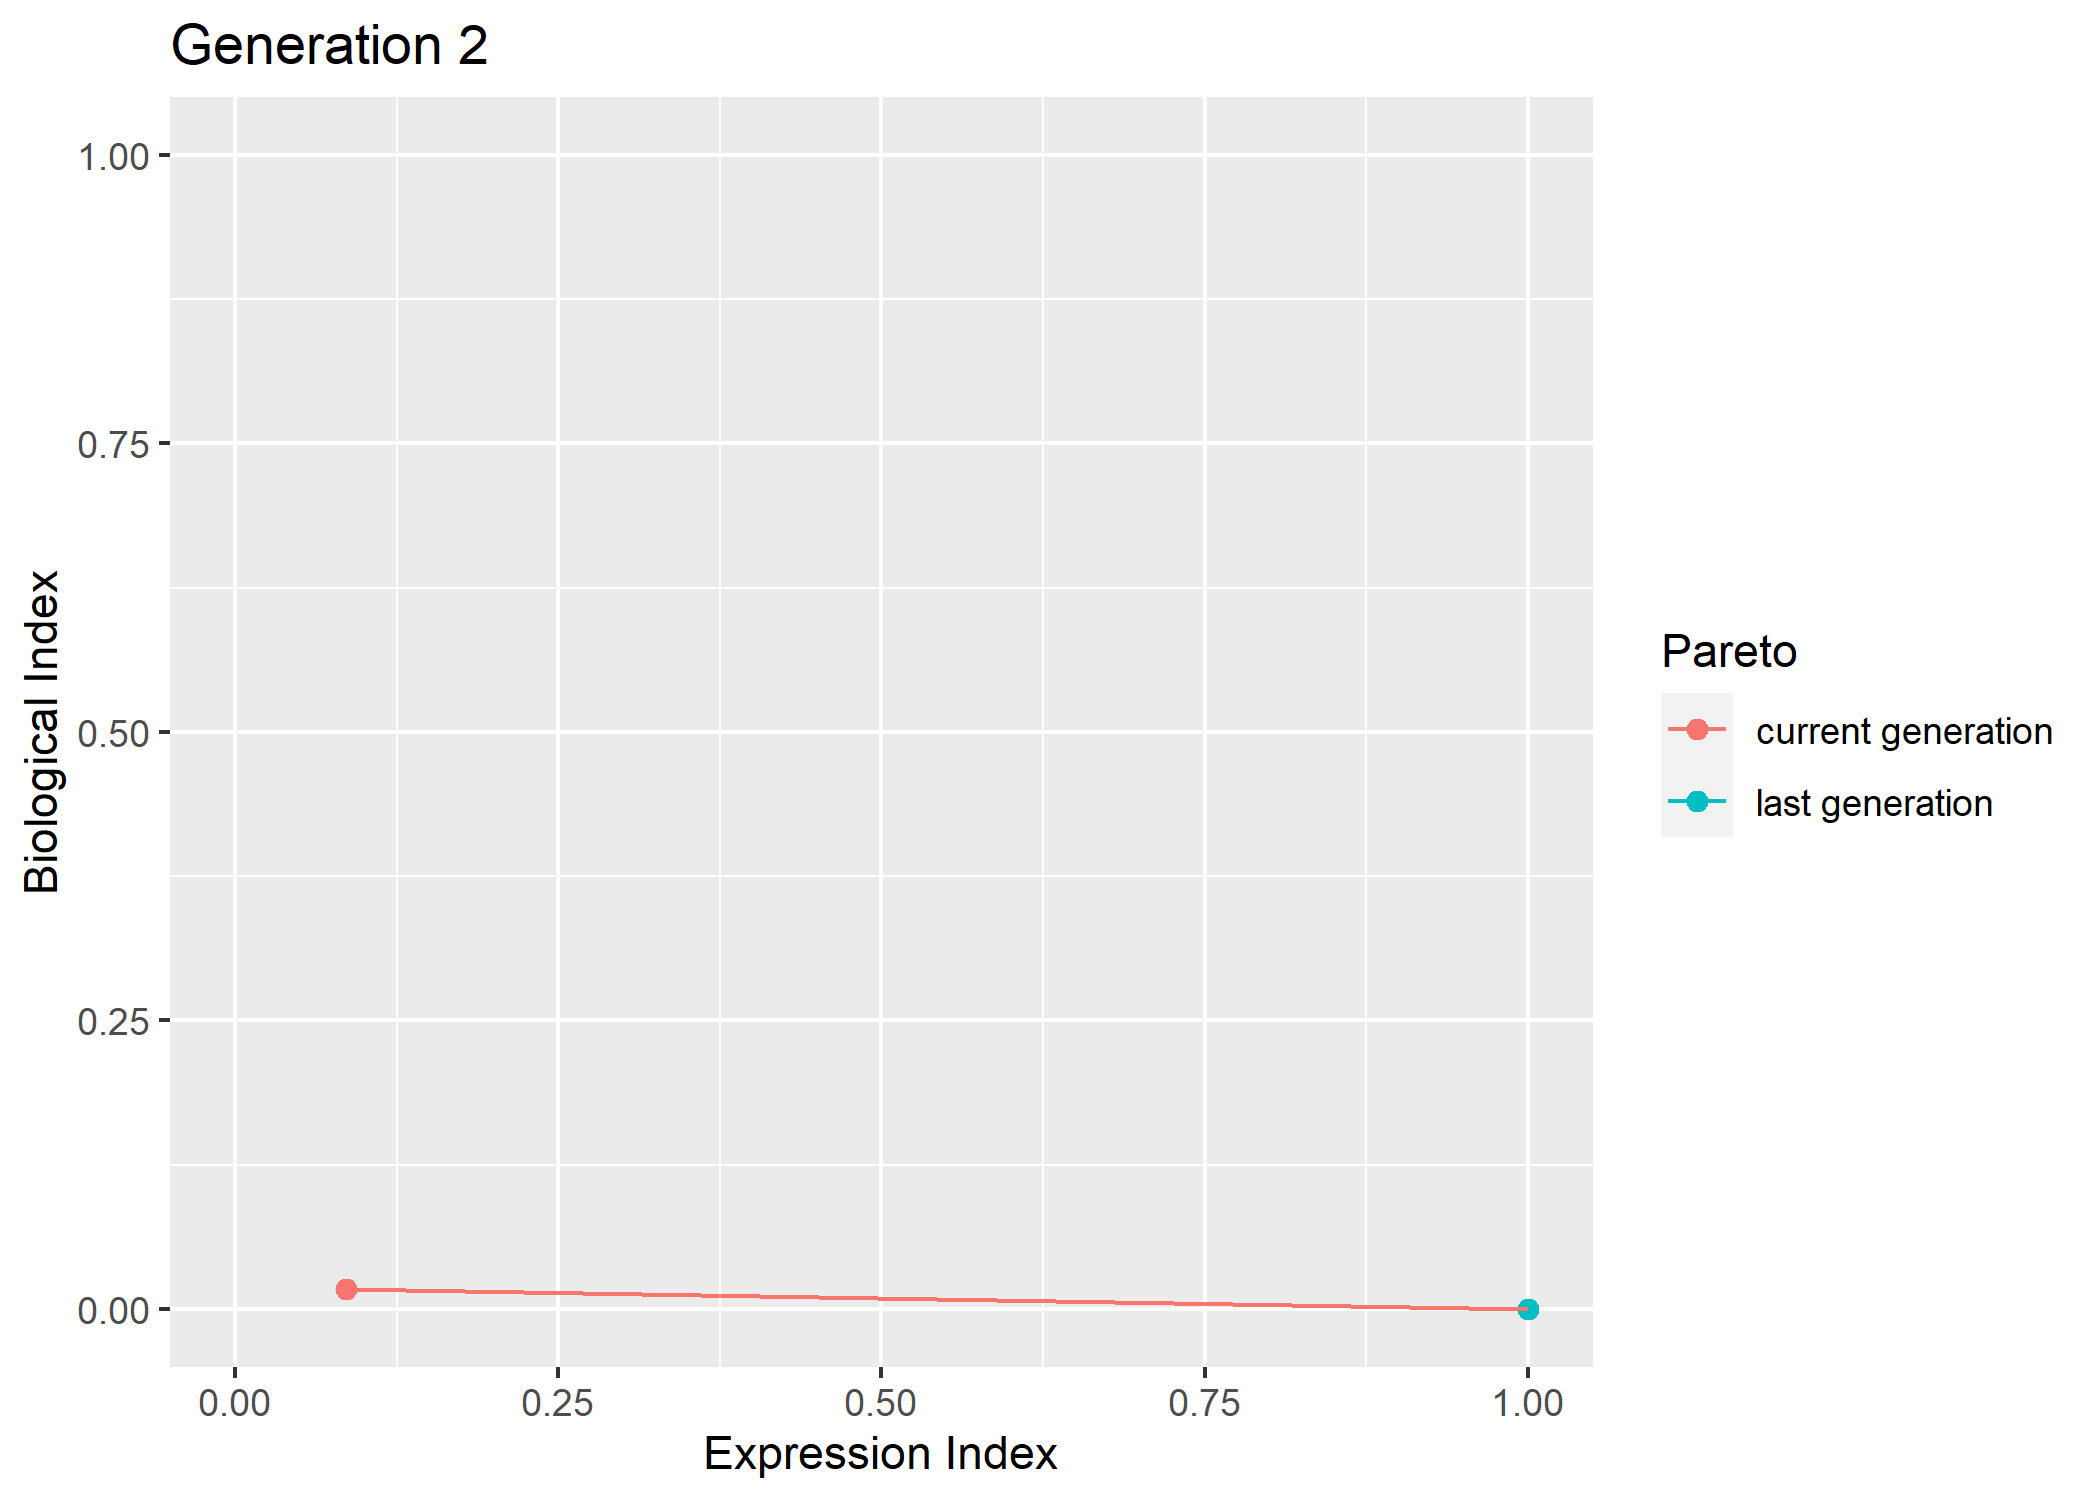 Generation 2
1.00
0.75
0.50
0.25
0.00
Biological Index
0.00 0.25 0.50 0.75 1.00
Expression Index
Pareto
current generation
last generation